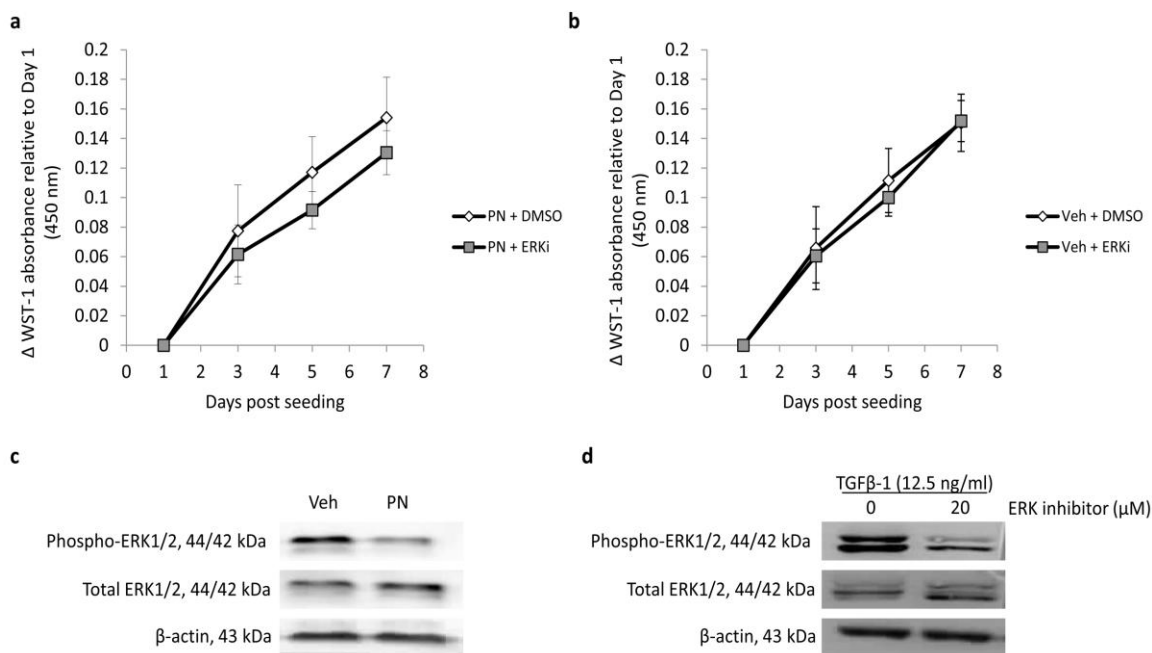 a
Δ WST-1 absorbance relative to Day 1
(450 nm)
0.2
0.18
0.16
0.14
0.12
0.1
0.08
0.06
0.04
0.02
0
0 1 2 3 4 5 6 7 8
Days post seeding
PN + DMSO
PN + ERKi
b
Δ WST-1 absorbance relative to Day 1
(450 nm)
0.2
0.18
0.16
0.14
0.12
0.1
0.08
0.06
0.04
0.02
0
0 1 2 3 4 5 6 7 8
Days post seeding
Veh + DMSO
Veh + ERKi
c
Veh PN
Phospho-ERK1/2, 44/42 kDa
Total ERK1/2, 44/42 kDa
β-actin, 43 kDa
d
TGFβ-1 (12.5 ng/ml)
0 20 ERK inhibitor (μM)
Phospho-ERK1/2, 44/42 kDa
Total ERK1/2, 44/42 kDa
β-actin, 43 kDa